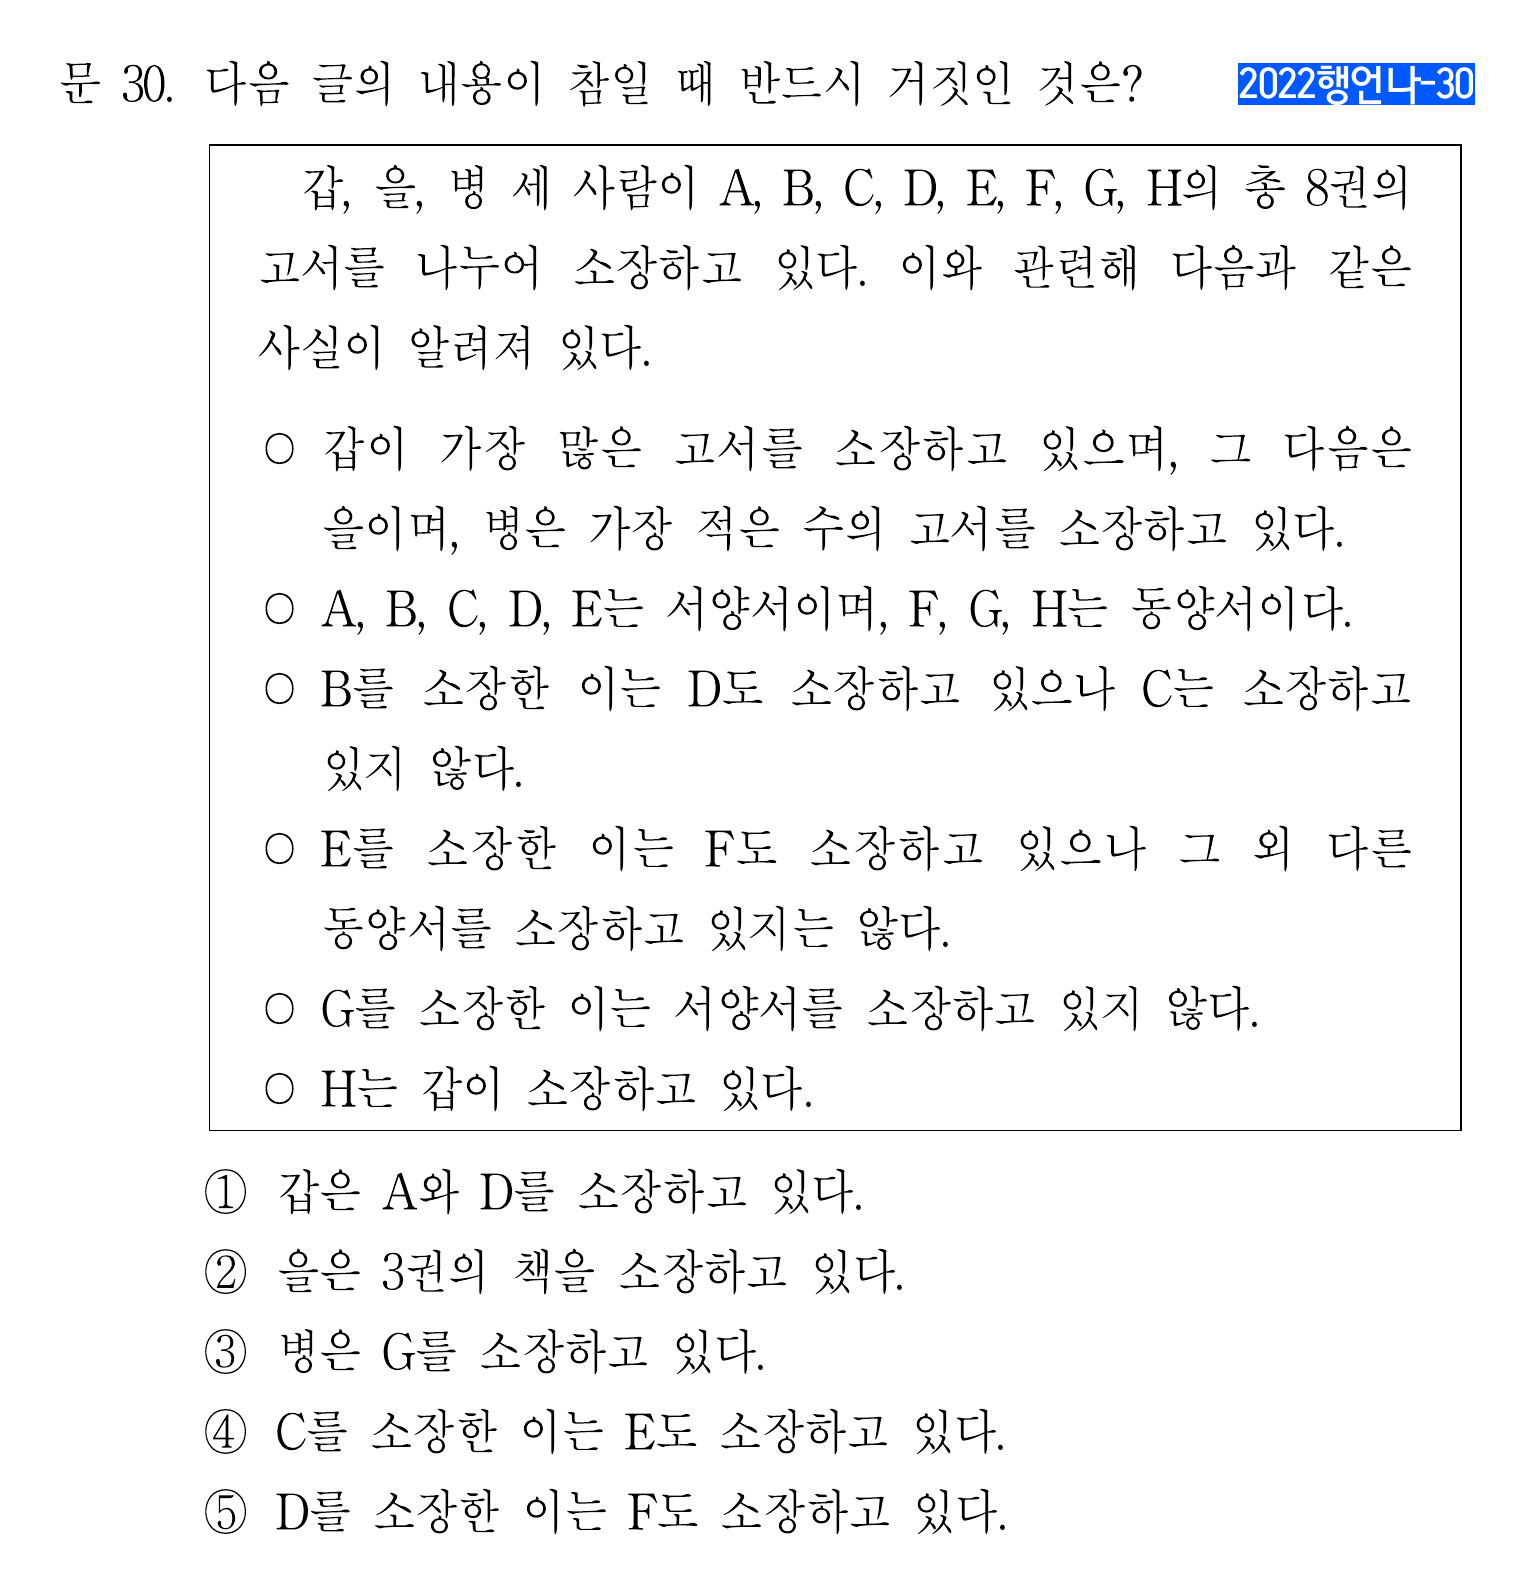 문 30. 다음 글의 내용이 참일 때 반드시 거짓인 것은? 2022행언나-30
갑, 을, 병 세 사람이 A, B, C, D, E, F, G, H의 총 8권의
고서를 나누어 소장하고 있다. 이와 관련해 다음과 같은
사실이 알려져 있다.
○ 갑이 가장 많은 고서를 소장하고 있으며, 그 다음은
을이며, 병은 가장 적은 수의 고서를 소장하고 있다.
○ A, B, C, D, E는 서양서이며, F, G, H는 동양서이다.
○ B를 소장한 이는 D도 소장하고 있으나 C는 소장하고
있지 않다.
○ E를 소장한 이는 F도 소장하고 있으나 그 외 다른
동양서를 소장하고 있지는 않다.
○ G를 소장한 이는 서양서를 소장하고 있지 않다.
○ H는 갑이 소장하고 있다.
① 갑은 A와 D를 소장하고 있다.
② 을은 3권의 책을 소장하고 있다.
③ 병은 G를 소장하고 있다.
④ C를 소장한 이는 E도 소장하고 있다.
⑤ D를 소장한 이는 F도 소장하고 있다.